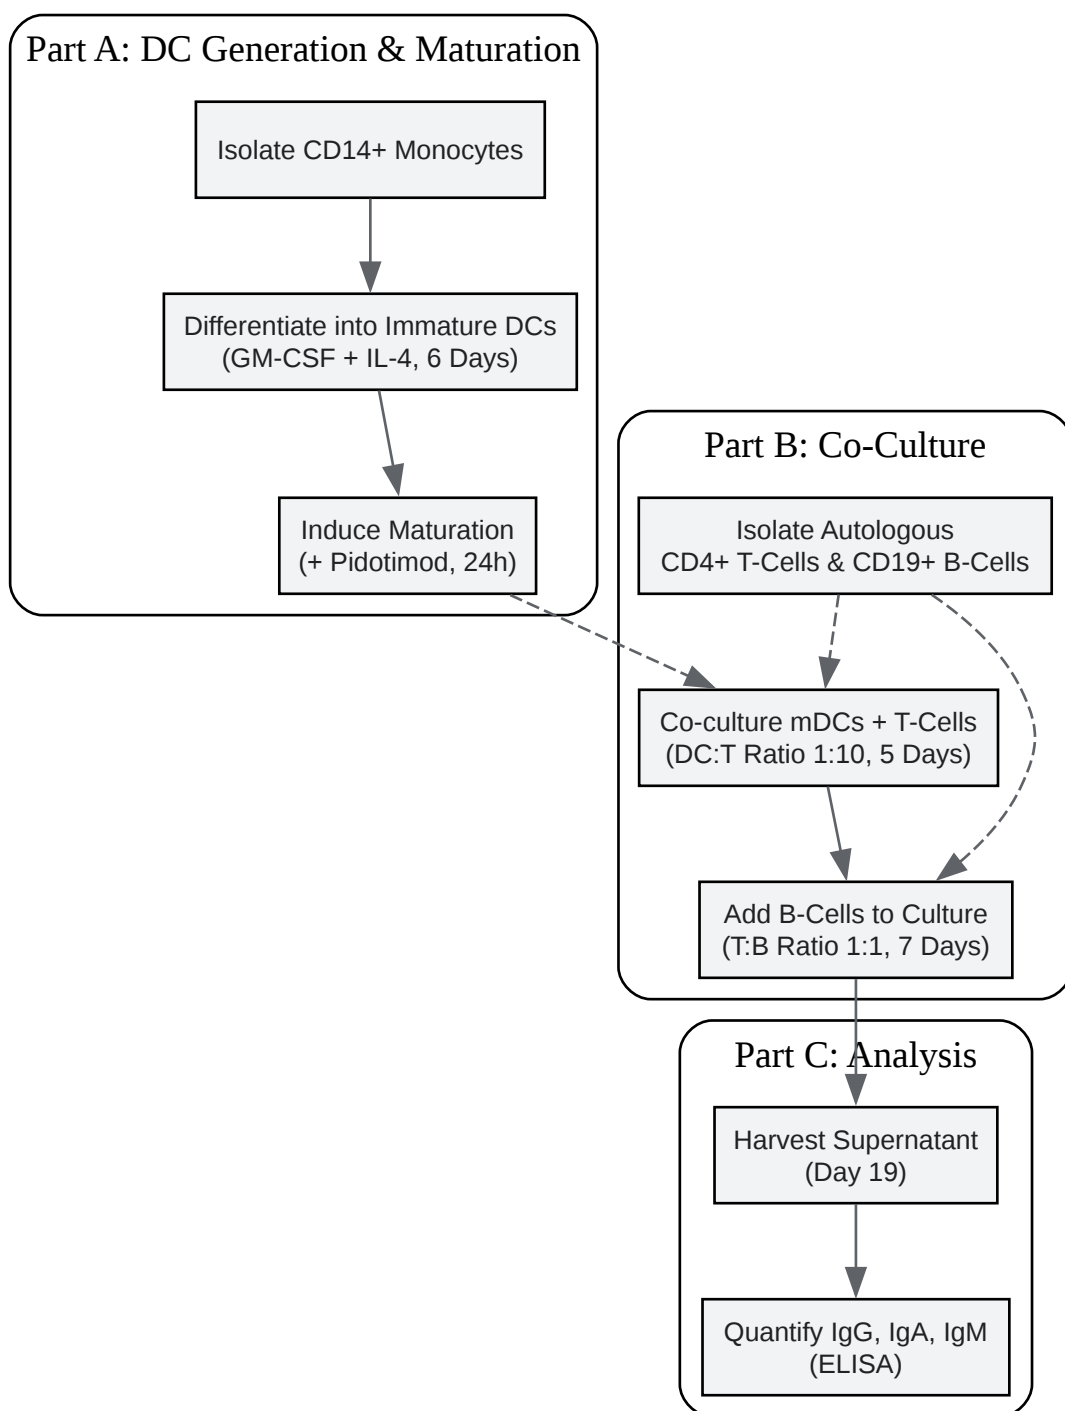 Part A: DC Generation & Maturation
Isolate CD14+ Monocytes
Differentiate into Immature DCs
(GM-CSF + IL-4, 6 Days)
Induce Maturation
(+ Pidotimod, 24h)
Part B: Co-Culture
Isolate Autologous
CD4+ T-Cells & CD19+ B-Cells
Co-culture mDCs + T-Cells
(DC:T Ratio 1:10, 5 Days)
Add B-Cells to Culture
(T:B Ratio 1:1, 7 Days)
Part C: Analysis
Harvest Supernatant
(Day 19)
Quantify IgG, IgA, IgM
(ELISA)